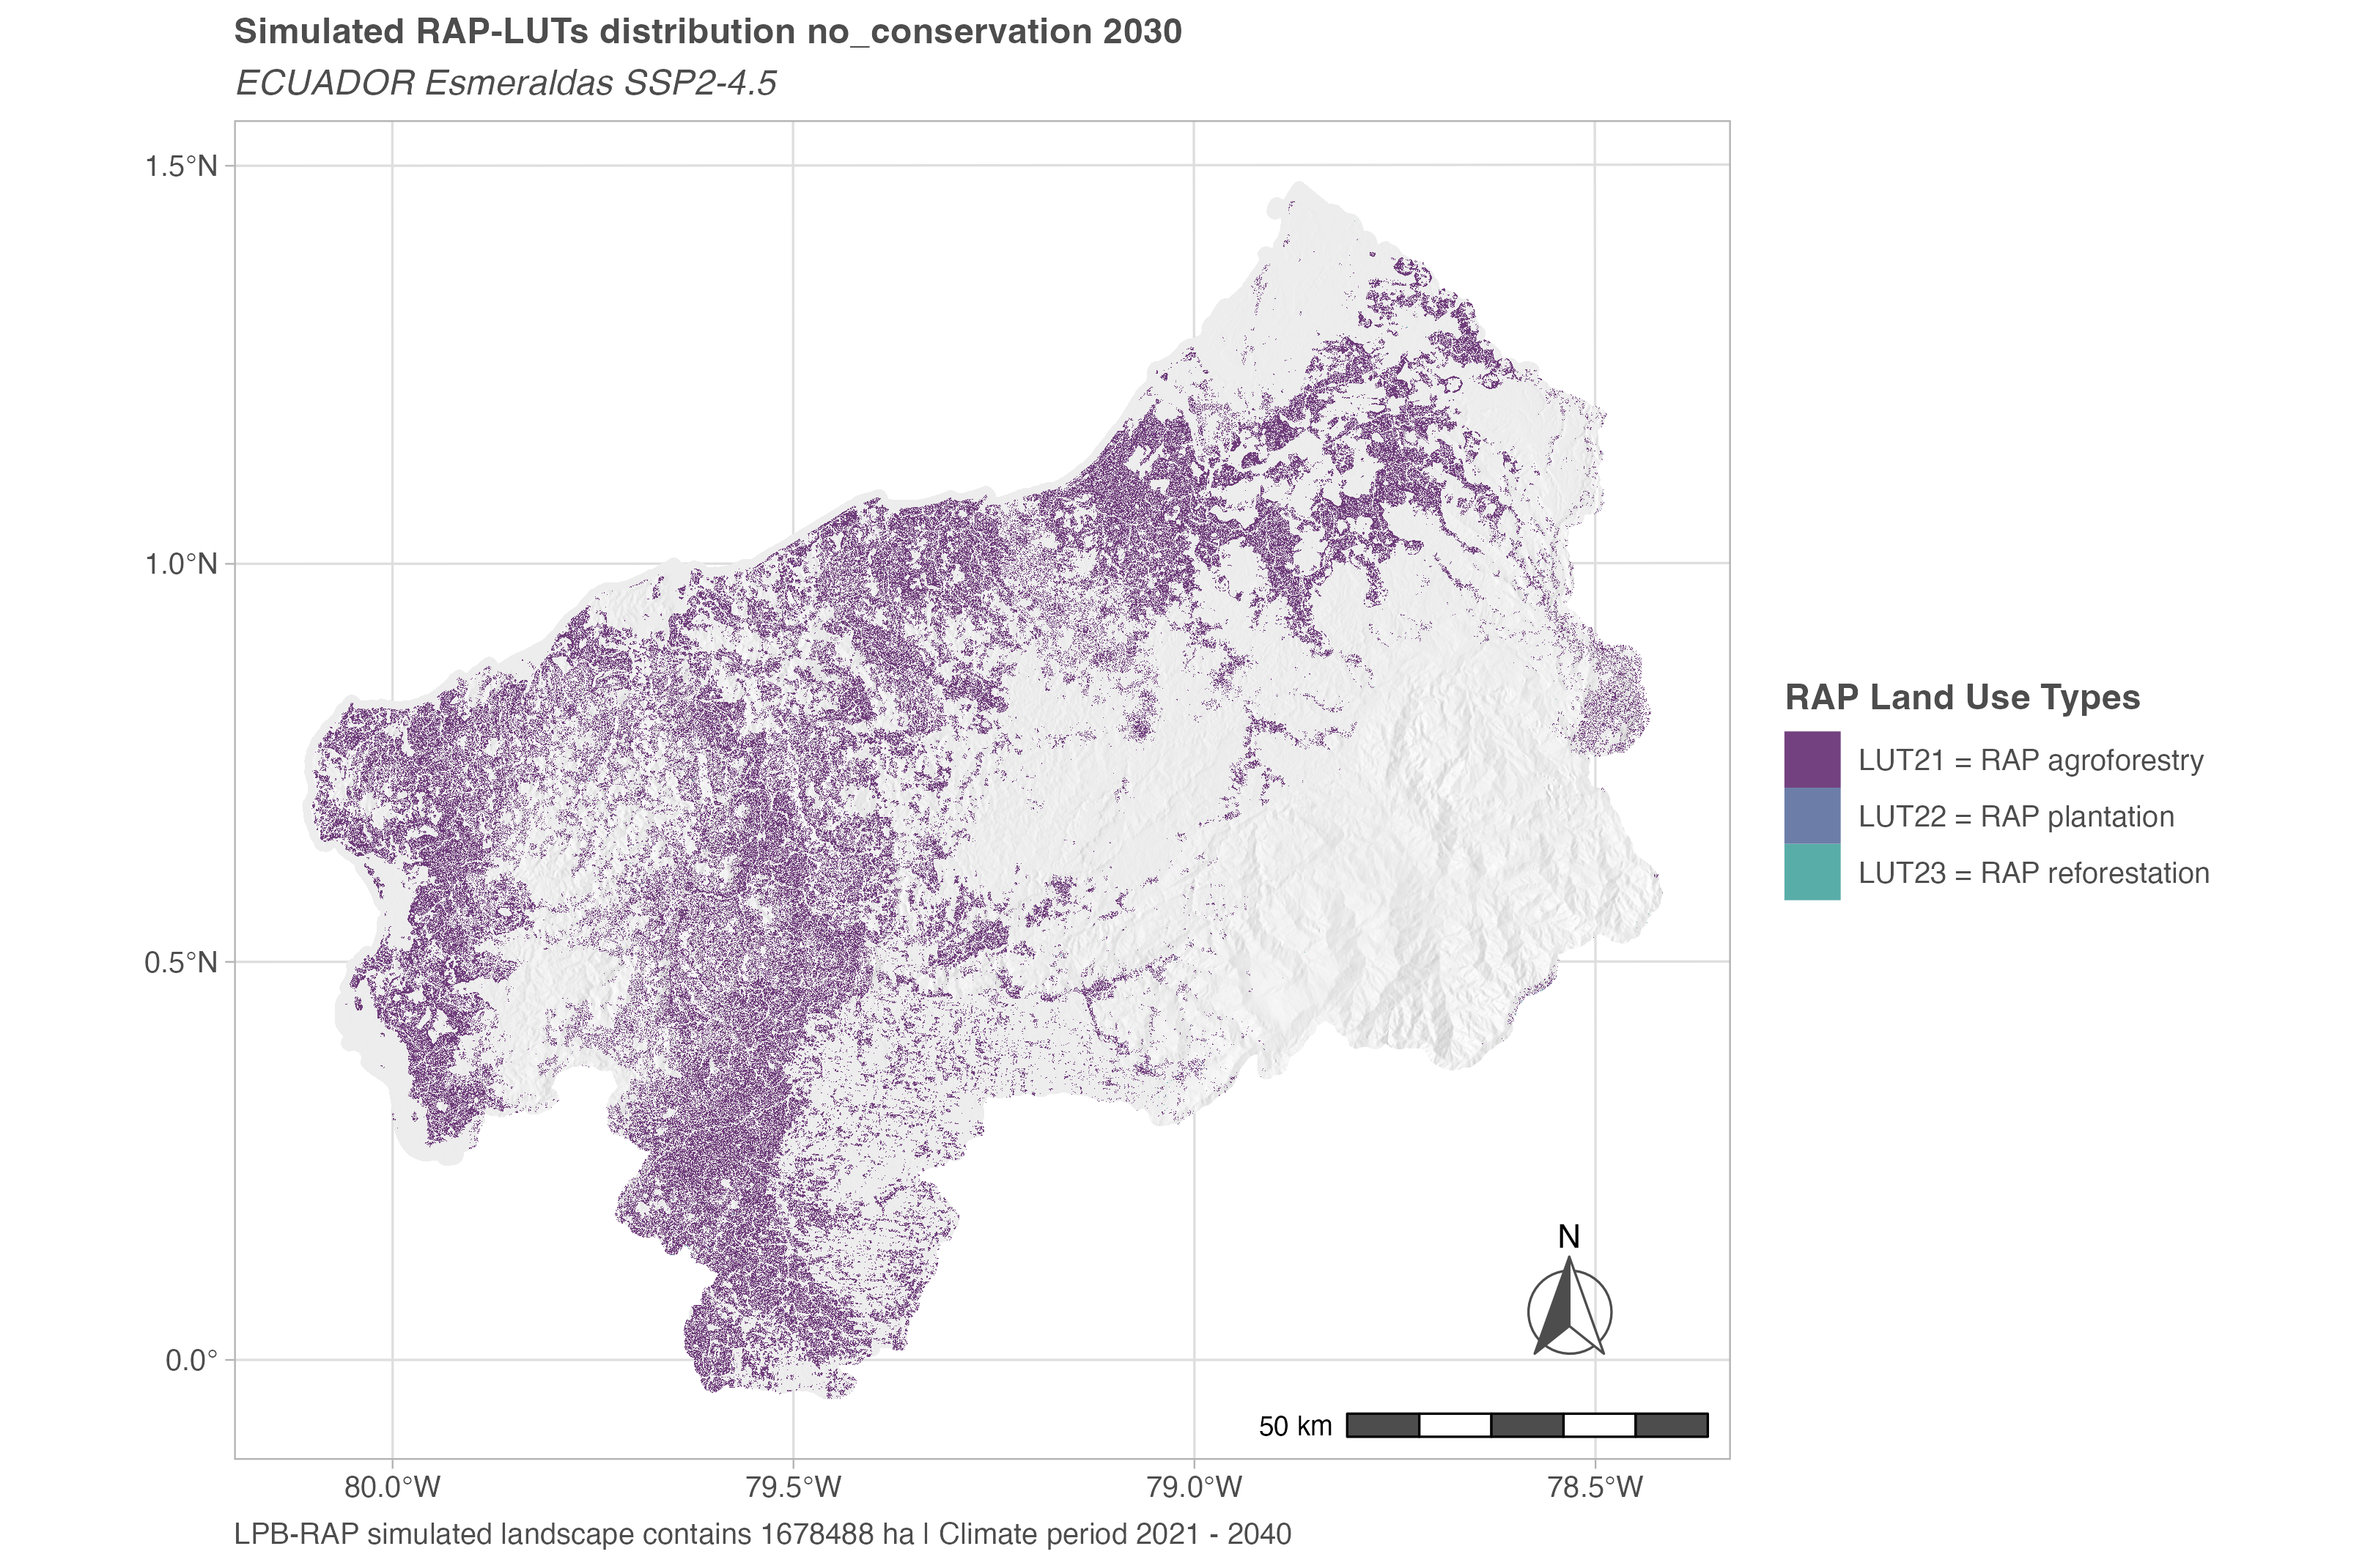 Simulated RAP-LUTs distribution no_conservation 2030
ECUADOR Esmeraldas SSP2-4.5
1.5°N
1.0°N
0.5°N
0.0°
80.0°W
79.5°W
79.0°W
78.5°W
N
50 km
RAP Land Use Types
LUT21 = RAP agroforestry
LUT22 = RAP plantation
LUT23 = RAP reforestation
LPB-RAP simulated landscape contains 1678488 ha | Climate period 2021 - 2040